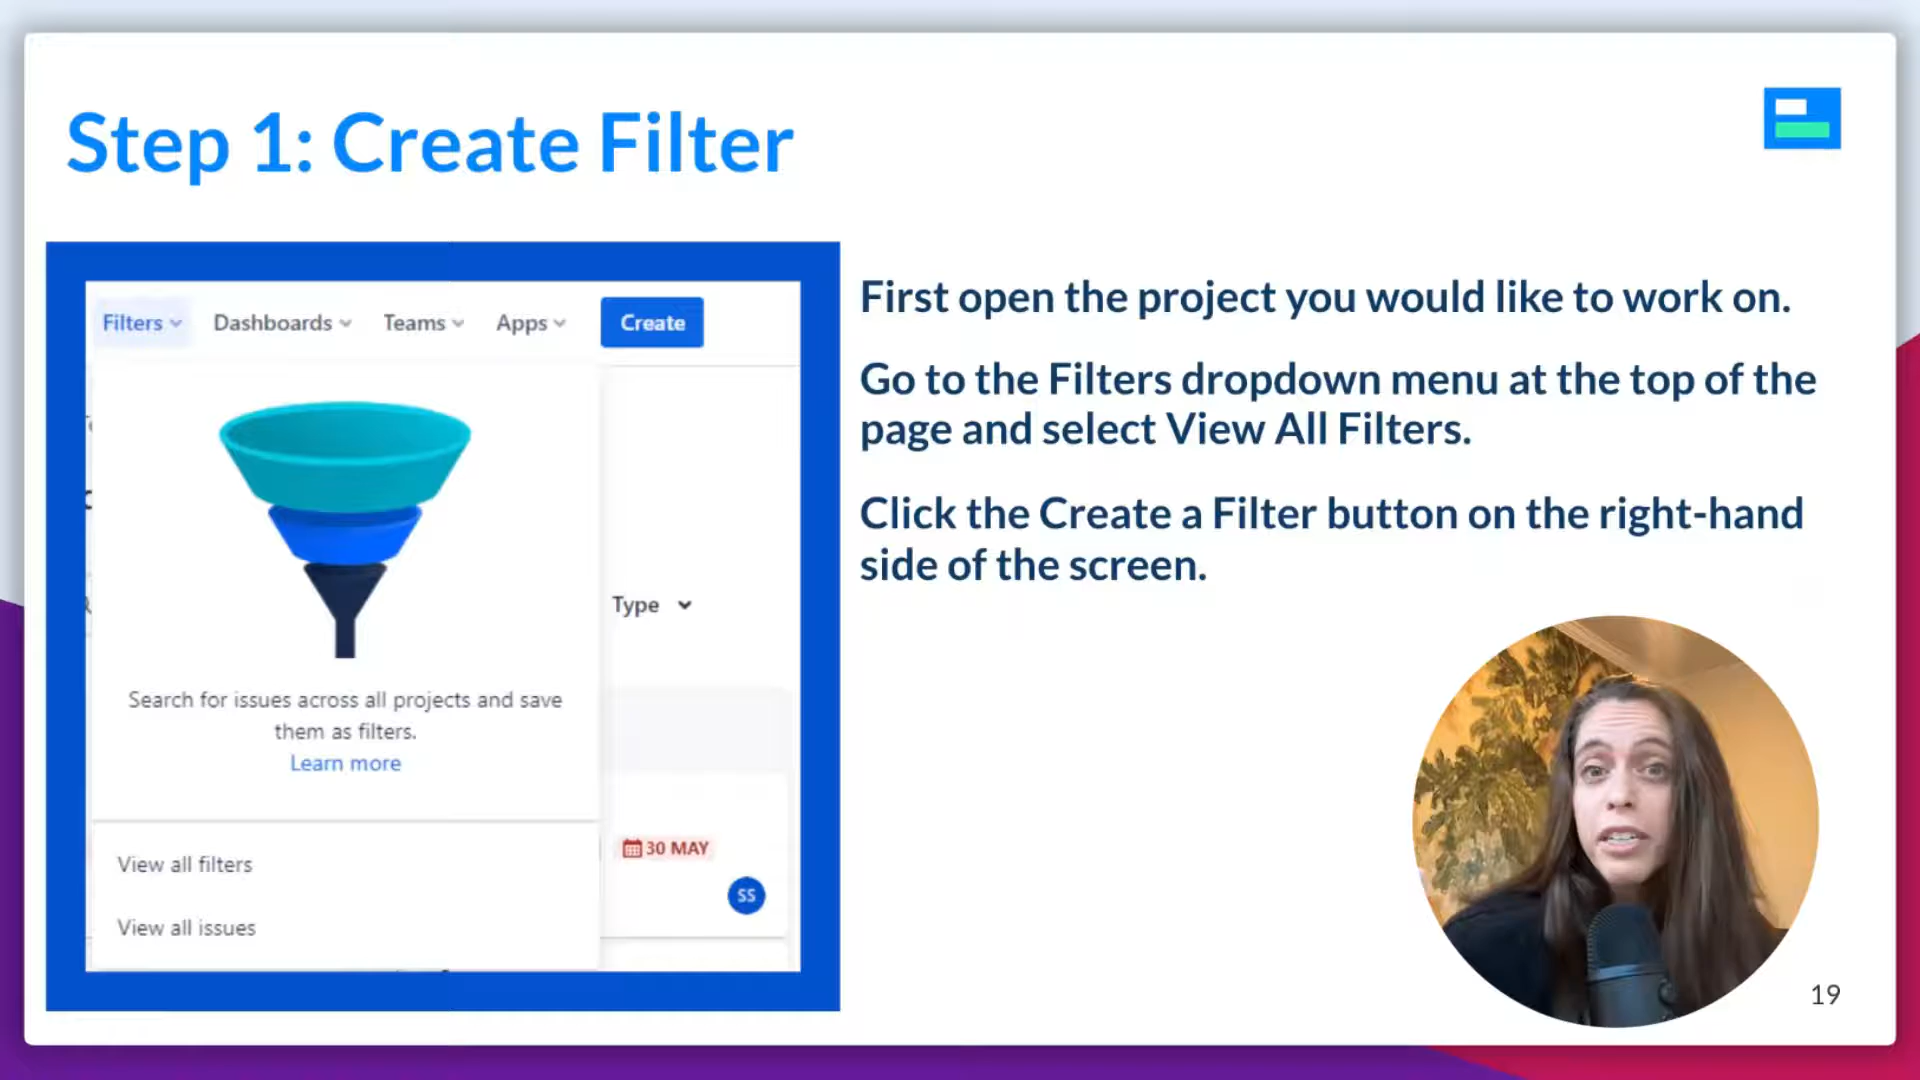 Step 1: Create Filter
Filters
Dashboards
Teams
Apps
Create
Type
Search for issues across all projects and save
them as filters.
Learn more
30 MAY
SS
View all filters
View all issues
First open the project you would like to work on.
Go to the Filters dropdown menu at the top of the
page and select View All Filters.
Click the Create a Filter button on the right-hand
side of the screen.
19